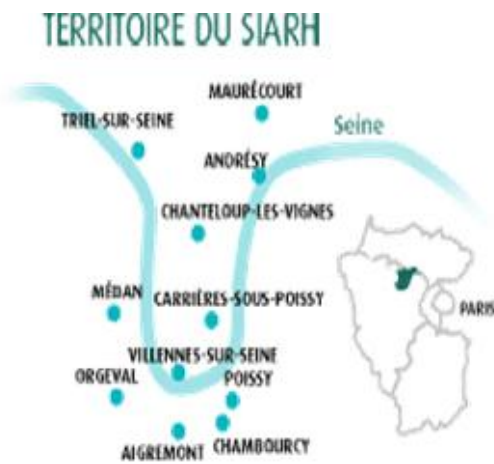 TERRITOIRE DU SIARH
MAURÉCOURT
TRIEL-SUR-SEINE
Seine
ANDRÉSY
CHANTELOUP-LES-VIGNES
MÉDAN
CARRIÈRES-SOUS-POISSY
PARIS
VILLENNES-SUR-SEINE
ORGEVAL
POISSY
CHAMBOURCY
AIGREMONT